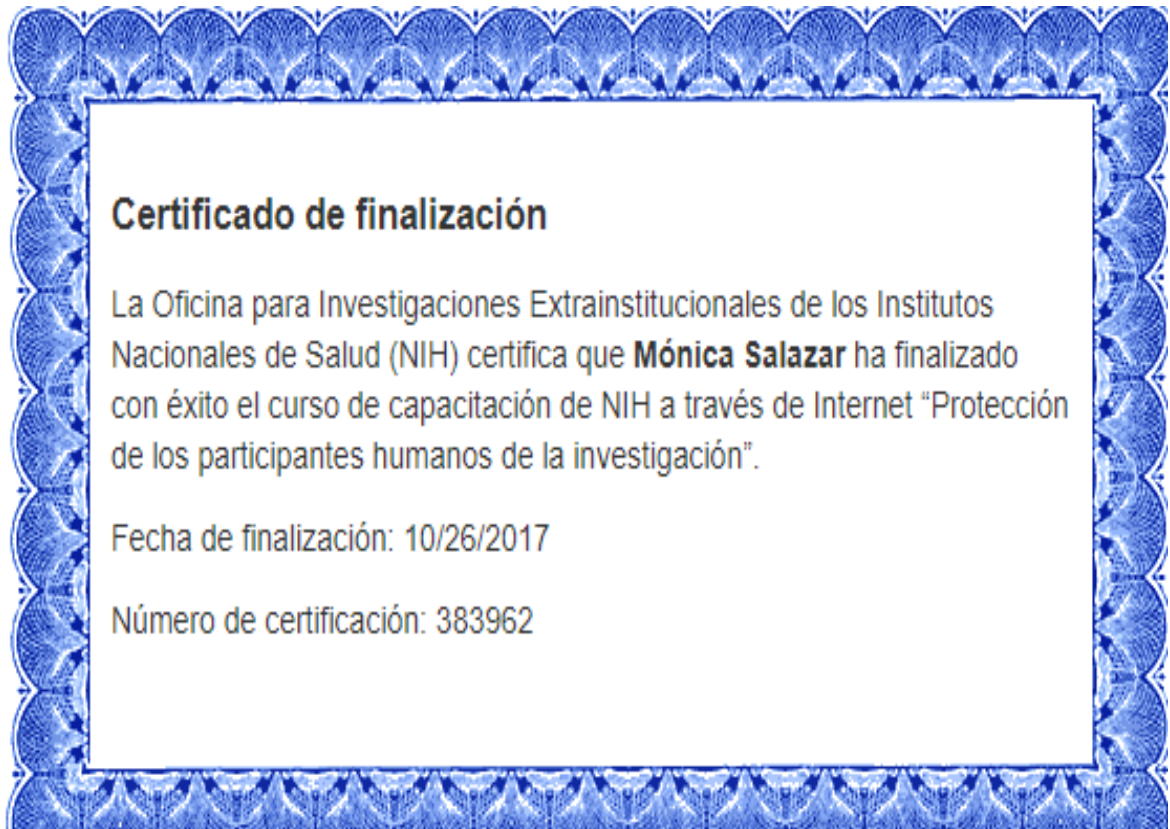 Certificado de finalización
La Oficina para Investigaciones Extrainstitucionales de los Institutos
Nacionales de Salud (NIH) certifica que Mónica Salazar ha finalizado
con éxito el curso de capacitación de NIH a través de Internet “Protección
de los participantes humanos de la investigación”.
Fecha de finalización: 10/26/2017
Número de certificación: 383962